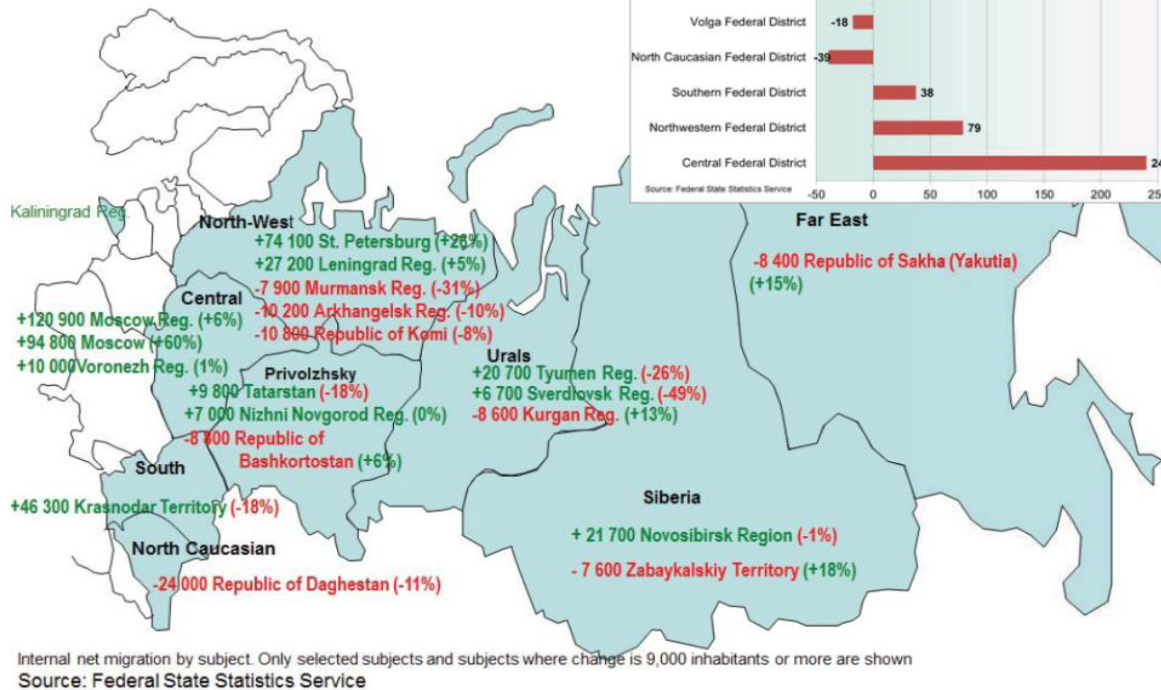 Volga Federal District
-18
North Caucasian Federal District
-39
Southern Federal District
38
Northwestern Federal District
79
Central Federal District
24
Source: Federal State Statistics Service
-50 0 50 100 150 200 250
Kaliningrad Reg.
North-West
+74 100 St. Petersburg (+26%)
+27 200 Leningrad Reg. (+5%)
-7 900 Murmansk Reg. (-31%)
-10 200 Arkhangelsk Reg. (-10%)
-10 800 Republic of Komi (-8%)
Far East
-8 400 Republic of Sakha (Yakutia)
(+15%)
Central
+120 900 Moscow Reg. (+6%)
+94 800 Moscow (+60%)
+10 000Voronezh Reg. (1%)
Privolzhsky
+9 800 Tatarstan (-18%)
+7 000 Nizhni Novgorod Reg. (0%)
-8 800 Republic of
Bashkortostan (+6%)
Urals
+20 700 Tyumen Reg. (-26%)
+6 700 Sverdlovsk Reg. (-49%)
-8 600 Kurgan Reg. (+13%)
South
+46 300 Krasnodar Territory (-18%)
North Caucasian
-24 000 Republic of Daghestan (-11%)
Siberia
+ 21 700 Novosibirsk Region (-1%)
- 7 600 Zabaykalskiy Territory (+18%)
Internal net migration by subject. Only selected subjects and subjects where change is 9,000 inhabitants or more are shown
Source: Federal State Statistics Service